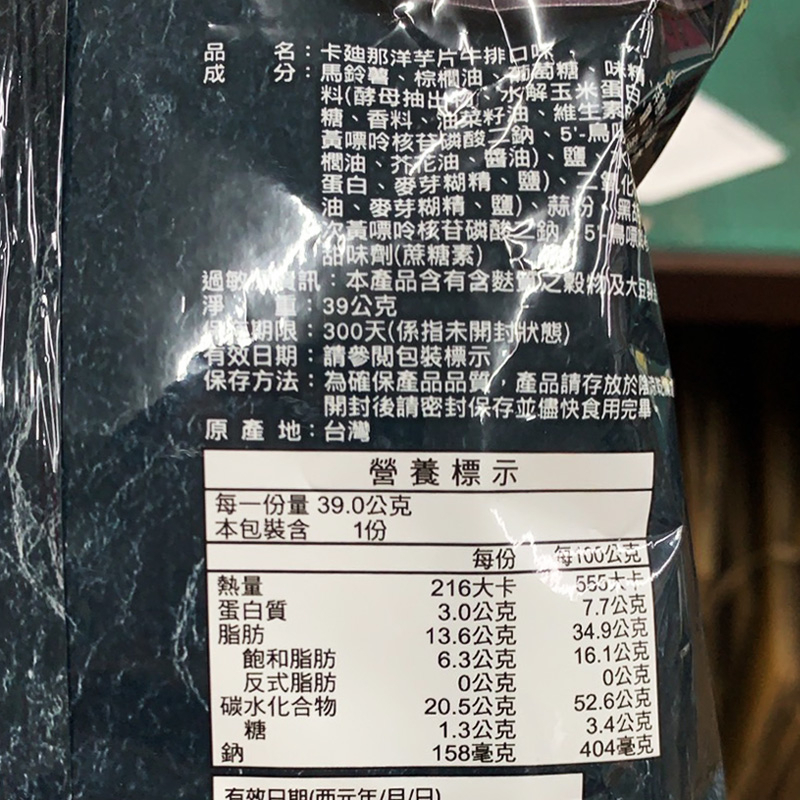 品名：卡廸那洋芋片牛排口味
成分：馬鈴薯、棕櫚油、葡萄糖、味精、
料(酵母抽出物、水解玉米蛋白
糖、香料、油菜籽油、維生素
黃嘌呤核苷磷酸二鈉、5'-鳥
櫚油、芥花油、醬油)、鹽、水
蛋白、麥芽糊精、鹽)、二氧化
油、麥芽糊精、鹽)、蒜粉、(黑
次黃嘌呤核苷磷酸二鈉、5'-鳥嘌
甜味劑(蔗糖素)
過敏 資訊：本產品含有含麩質之穀物及大豆
淨重：39公克
保存期限：300天(係指未開封狀態)
有效日期：請參閱包裝標示
保存方法：為確保產品品質，產品請存放於陰涼乾燥
開封後請密封保存並儘快食用完畢
原產地：台灣
營養標示
每一份量 39.0公克
本包裝含 1份
每份 每100公克
熱量 216大卡 555大卡
蛋白質 3.0公克 7.7公克
脂肪 13.6公克 34.9公克
飽和脂肪 6.3公克 16.1公克
反式脂肪 0公克 0公克
碳水化合物 20.5公克 52.6公克
糖 1.3公克 3.4公克
鈉 158毫克 404毫克
有效日期(西元年/月/日)